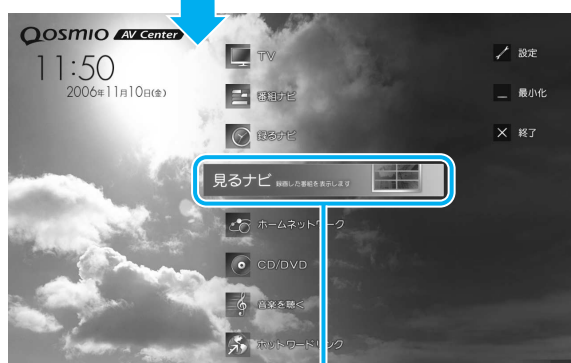 Qosmio AV Center
11:50
2006年11月10日(金)
TV
番組ナビ
録るナビ
見るナビ 録画した番組を表示します
ホームネットワーク
CD/DVD
音楽を聴く
ホットワードリンク
設定
最小化
終了